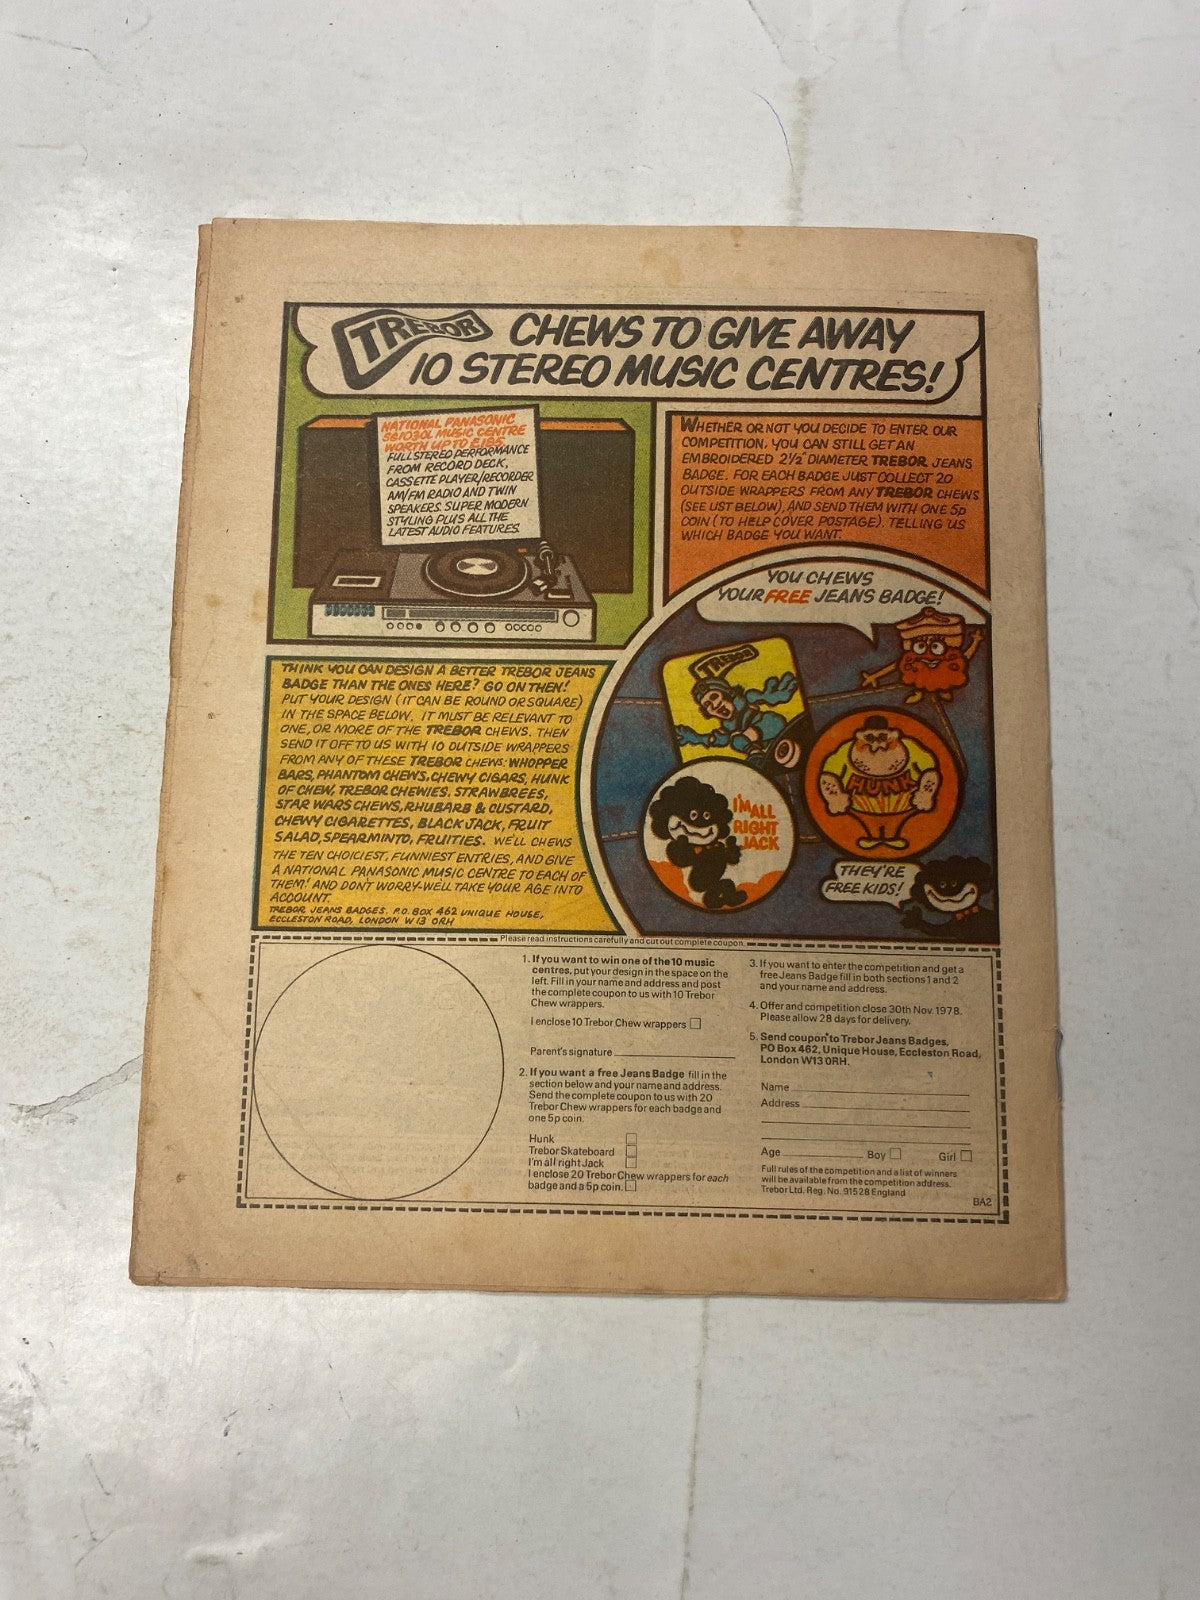 TREBOR CHEWS TO GIVE AWAY
10 STEREO MUSIC CENTRES!
NATIONAL PANASONIC
SG1030L MUSIC CENTRE
WORTH UP TO £195.
FULL STEREO PERFORMANCE
FROM RECORD DECK,
CASSETTE PLAYER/RECORDER
AM/FM RADIO AND TWIN
SPEAKERS. SUPER MODERN
STYLING PLUS ALL THE
LATEST AUDIO FEATURES.
WHETHER OR NOT YOU DECIDE TO ENTER OUR
COMPETITION, YOU CAN STILL GET AN
EMBROIDERED 2½" DIAMETER TREBOR JEANS
BADGE. FOR EACH BADGE JUST COLLECT 20
OUTSIDE WRAPPERS FROM ANY TREBOR CHEWS
(SEE LIST BELOW), AND SEND THEM WITH ONE 5p
COIN (TO HELP COVER POSTAGE). TELLING US
WHICH BADGE YOU WANT.
YOU CHEWS
YOUR FREE JEANS BADGE!
TREBOR
HUNK
I'M ALL
RIGHT
JACK
THEY'RE
FREE KIDS!
THINK YOU CAN DESIGN A BETTER TREBOR JEANS
BADGE THAN THE ONES HERE? GO ON THEN!
PUT YOUR DESIGN (IT CAN BE ROUND OR SQUARE)
IN THE SPACE BELOW. IT MUST BE RELEVANT TO
ONE, OR MORE OF THE TREBOR CHEWS. THEN
SEND IT OFF TO US WITH 10 OUTSIDE WRAPPERS
FROM ANY OF THESE TREBOR CHEWS: WHOPPER
BARS, PHANTOM CHEWS, CHEWY CIGARS, HUNK
OF CHEW, TREBOR CHEWIES, STRAWBREES,
STAR WARS CHEWS, RHUBARB & CUSTARD,
CHEWY CIGARETTES, BLACK JACK, FRUIT
SALAD, SPEARMINTO, FRUITIES. WE'LL CHEWS
THE TEN CHOICIEST, FUNNIEST ENTRIES, AND GIVE
A NATIONAL PANASONIC MUSIC CENTRE TO EACH OF
THEM! AND DON'T WORRY-WE'LL TAKE YOUR AGE INTO
ACCOUNT.
TREBOR JEANS BADGES. P.O. BOX 462 UNIQUE HOUSE,
ECCLESTON ROAD, LONDON W13 0RH
Please read instructions carefully and cut out complete coupon.
1. If you want to win one of the 10 music
centres, put your design in the space on the
left. Fill in your name and address and post
the complete coupon to us with 10 Trebor
Chew wrappers.
I enclose 10 Trebor Chew wrappers
Parent's signature
2. If you want a free Jeans Badge fill in the
section below and your name and address.
Send the complete coupon to us with 20
Trebor Chew wrappers for each badge and
one 5p coin.
Hunk
Trebor Skateboard
I'm all right Jack
I enclose 20 Trebor Chew wrappers for each
badge and a 5p coin.
3. If you want to enter the competition and get a
free Jeans Badge fill in both sections 1 and 2
and your name and address.
4. Offer and competition close 30th Nov. 1978.
Please allow 28 days for delivery.
5. Send coupon to Trebor Jeans Badges,
PO Box 462, Unique House, Eccleston Road,
London W13 0RH.
Name
Address
Age Boy Girl
Full rules of the competition and a list of winners
will be available from the competition address.
Trebor Ltd. Reg. No. 91528 England
BA2